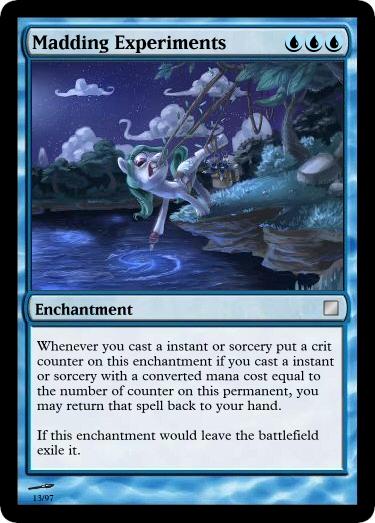 Madding Experiments
Enchantment
Whenever you cast a instant or sorcery put a crit
counter on this enchantment if you cast a instant
or sorcery with a converted mana cost equal to
the number of counter on this permanent, you
may return that spell back to your hand.
If this enchantment would leave the battlefield
exile it.
13/97